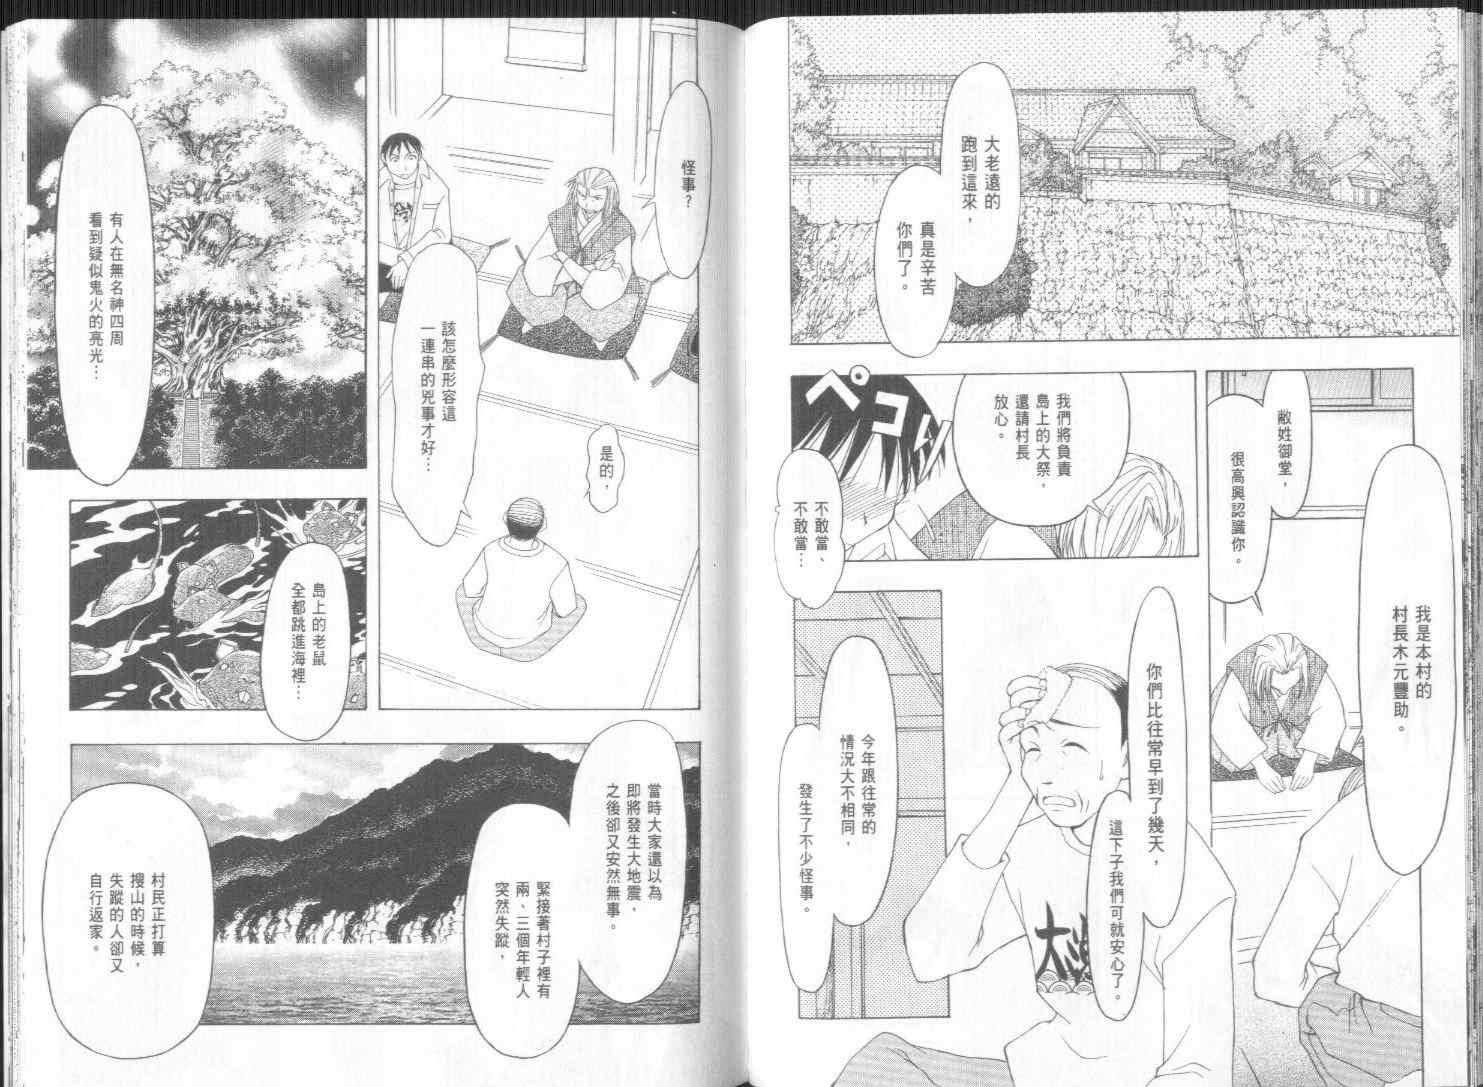 大老遠的
跑到這來，
真是辛苦
你們了。
我是本村的
村長木元豐助。
敝姓御堂，
很高興認識你。
我們將負責
島上的大祭，
還請村長
放心。
ペコリ
不敢當、
不敢當…
你們比往常早到了幾天，
這下子我們可就安心了。
大漁
今年跟往常的
情況大不相同，
發生了不少怪事。
怪事？
是的，
該怎麼形容這
一連串的兇事才好…
有人在無名神四周
看到疑似鬼火的亮光…
島上的老鼠
全都跳進海裡…
當時大家還以為
即將發生大地震，
之後卻又安然無事。
緊接著村子裡有
兩、三個年輕人
突然失蹤，
村民正打算
搜山的時候，
失蹤的人卻又
自行返家。